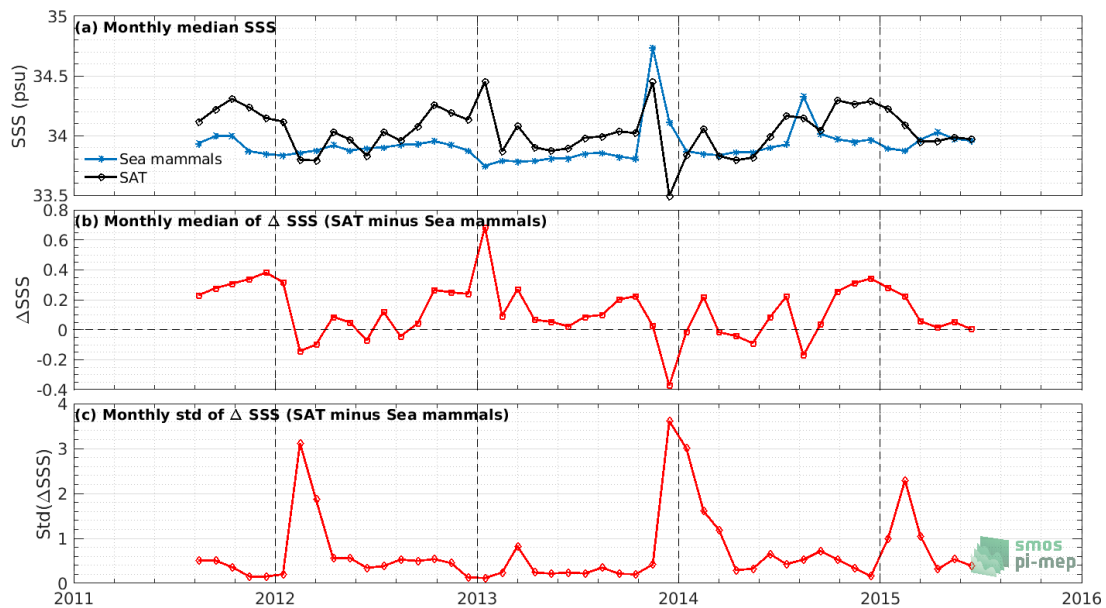 35
(a) Monthly median SSS
34.5
SSS (psu)
34
Sea mammals
SAT
33.5
0.8
(b) Monthly median of Δ SSS (SAT minus Sea mammals)
0.6
0.4
ΔSSS
0.2
0
-0.2
-0.4
4
(c) Monthly std of Δ SSS (SAT minus Sea mammals)
3
Std(ΔSSS)
2
1
smos
pi-mep
0
2011 2012 2013 2014 2015 2016